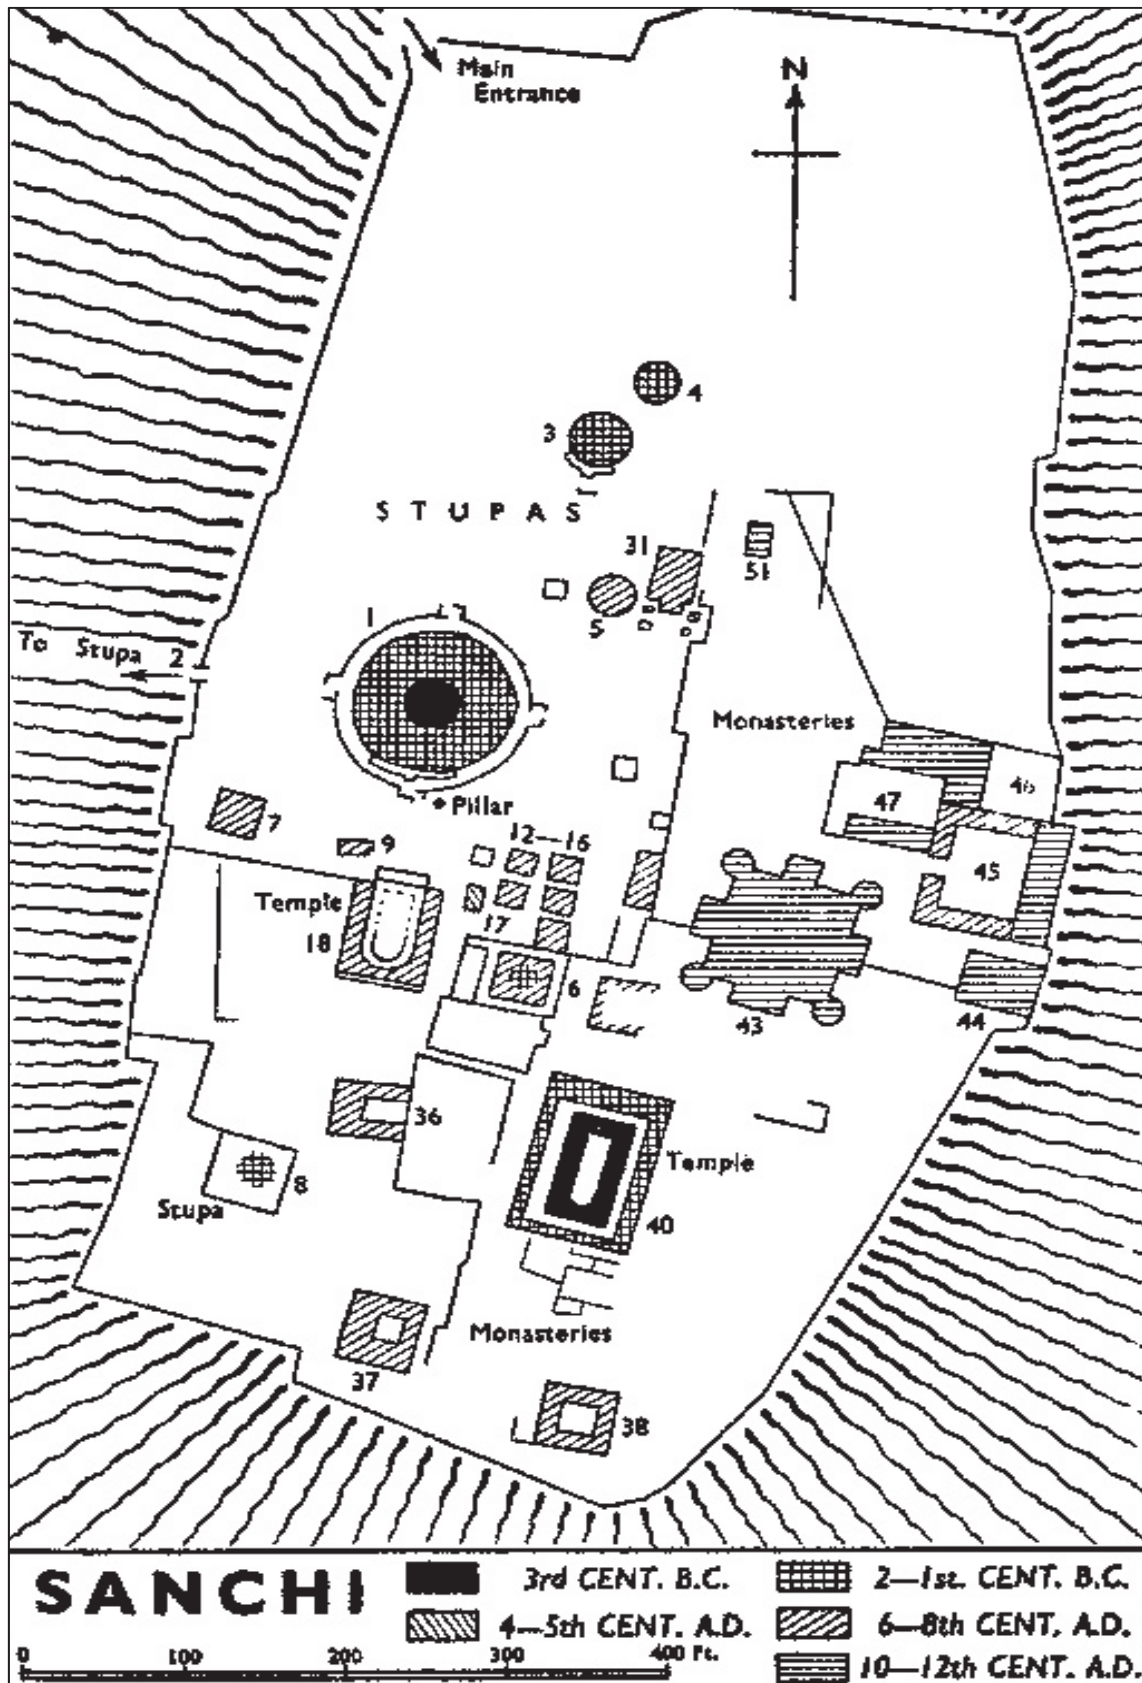 Main
Entrance
N
4
3
STUPAS
31
51
5
1
To Stupa 2
Monasteries
46
47
Pillar
7
12—16
9
45
Temple
17
18
6
43
44
36
Temple
8
Stupa
40
Monasteries
37
38
SANCHI
3rd CENT. B.C.
2—1st. CENT. B.C.
4—5th CENT. A.D.
6—8th CENT. A.D.
10—12th CENT. A.D.
0 100 200 300 400 Ft.